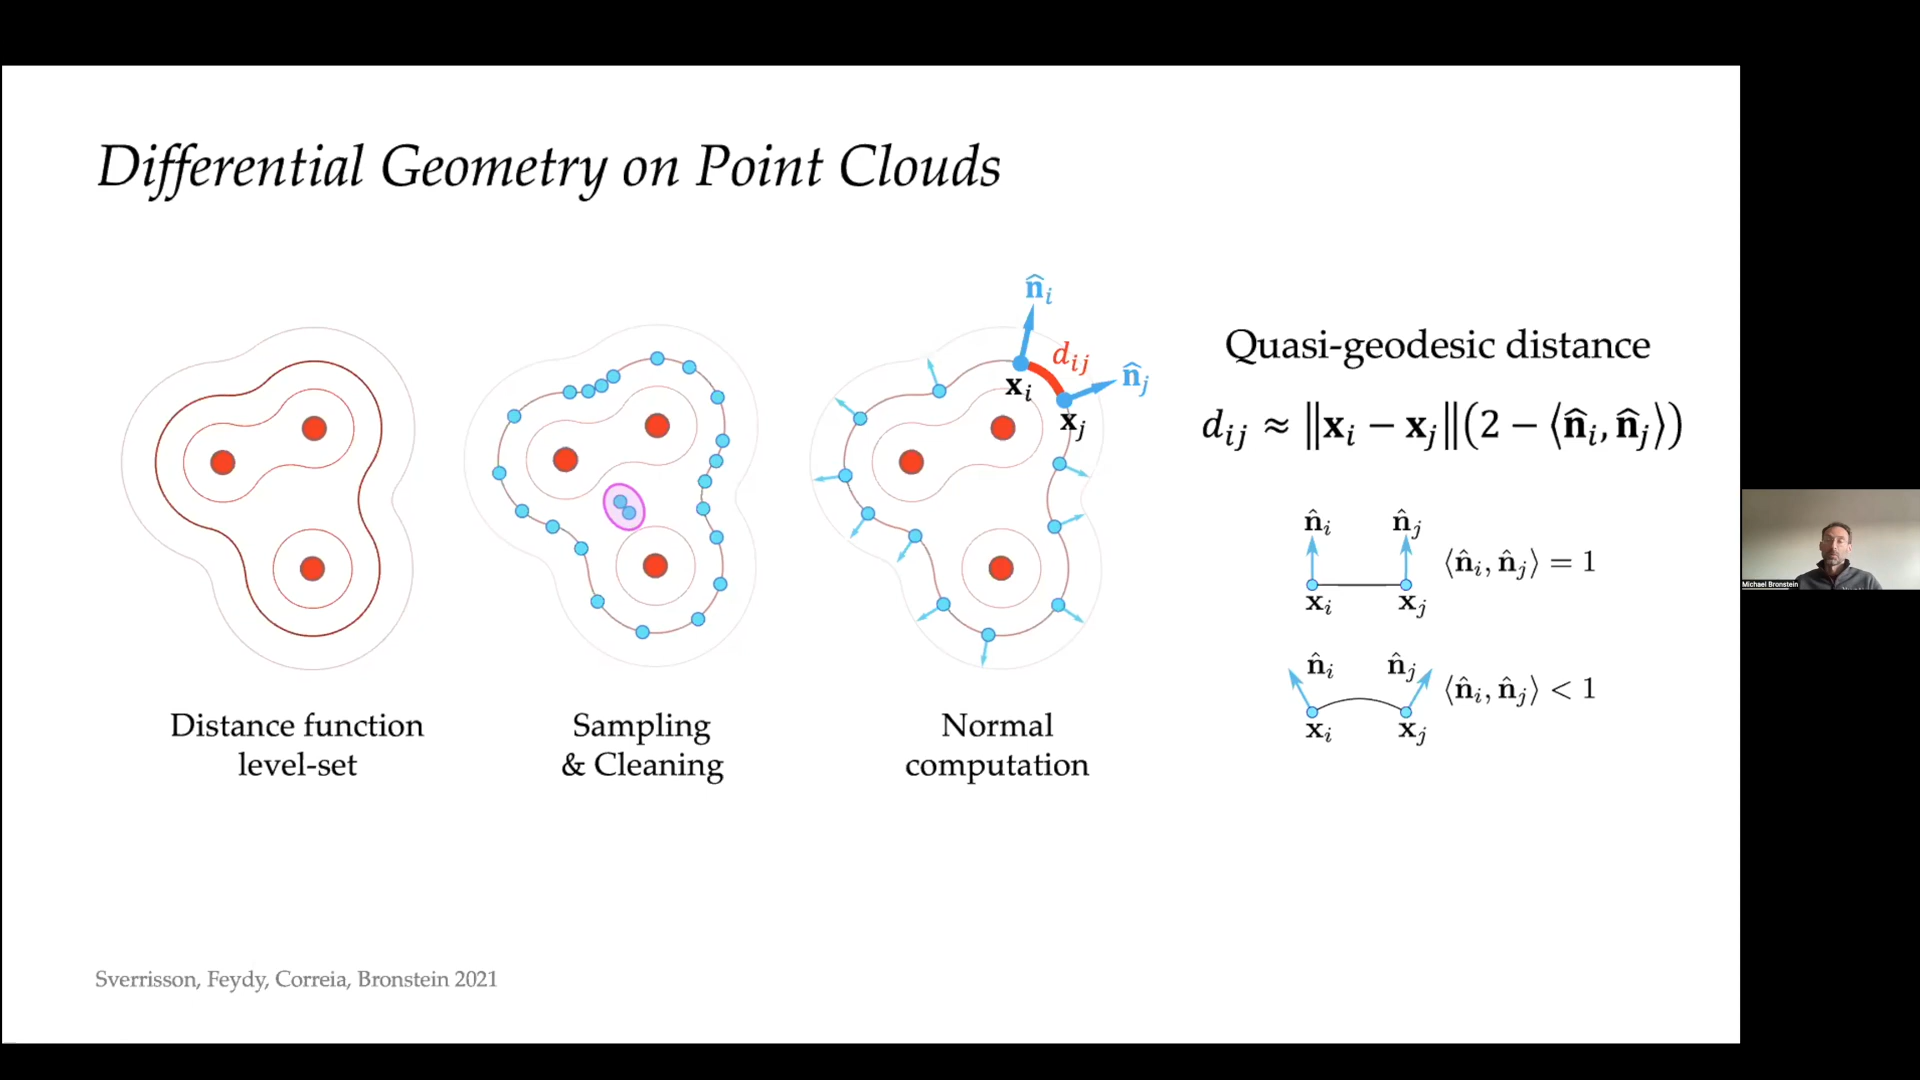 Differential Geometry on Point Clouds
n̂ᵢ
dᵢⱼ
n̂ⱼ
xᵢ
xⱼ
Distance function
level-set
Sampling
& Cleaning
Normal
computation
Quasi-geodesic distance
dᵢⱼ ≈ ‖xᵢ − xⱼ‖(2 − ⟨n̂ᵢ, n̂ⱼ⟩)
n̂ᵢ n̂ⱼ
⟨n̂ᵢ, n̂ⱼ⟩ = 1
xᵢ xⱼ
n̂ᵢ n̂ⱼ
⟨n̂ᵢ, n̂ⱼ⟩ < 1
xᵢ xⱼ
Sverrisson, Feydy, Correia, Bronstein 2021
Michael Bronstein